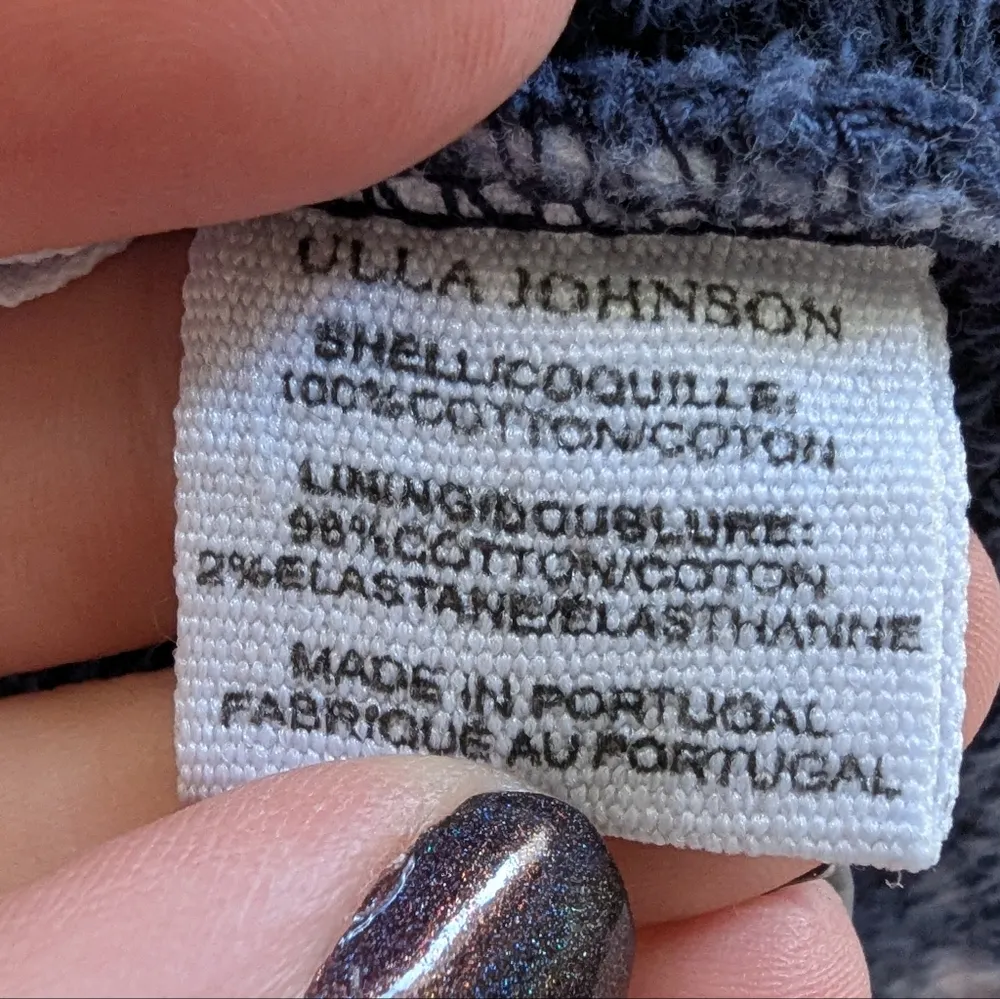 ULLA JOHNSON
SHELL/COQUILLE:
100%COTTON/COTON
LINING/DOUBLURE:
98%COTTON/COTON
2%ELASTANE/ÉLASTHANNE
MADE IN PORTUGAL
FABRIQUE AU PORTUGAL